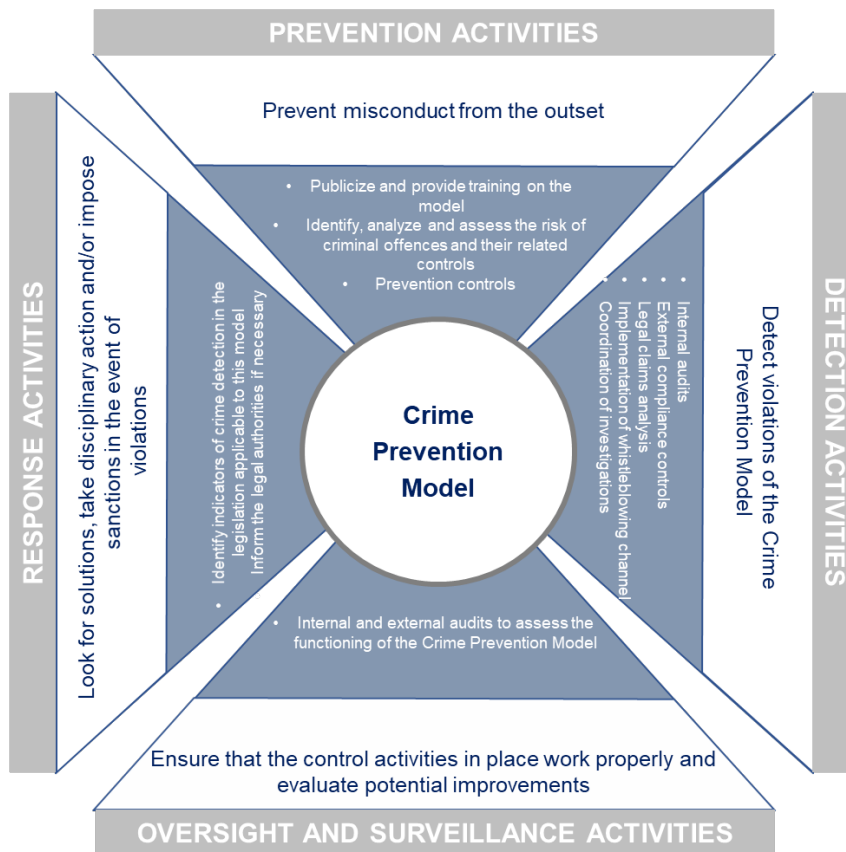 PREVENTION ACTIVITIES
Prevent misconduct from the outset
• Publicize and provide training on the
model
• Identify, analyze and assess the risk of
criminal offences and their related
controls
• Prevention controls
RESPONSE ACTIVITIES
Look for solutions, take disciplinary action and/or impose
sanctions in the event of
violations
• Identify indicators of crime detection in the
legislation applicable to this model
Inform the legal authorities if necessary
Crime
Prevention
Model
• Internal audits
• External compliance controls
• Legal claims analysis
• Implementation of whistleblowing channel
• Coordination of investigations
Detect violations of the Crime
Prevention Model
DETECTION ACTIVITIES
• Internal and external audits to assess the
functioning of the Crime Prevention Model
Ensure that the control activities in place work properly and
evaluate potential improvements
OVERSIGHT AND SURVEILLANCE ACTIVITIES